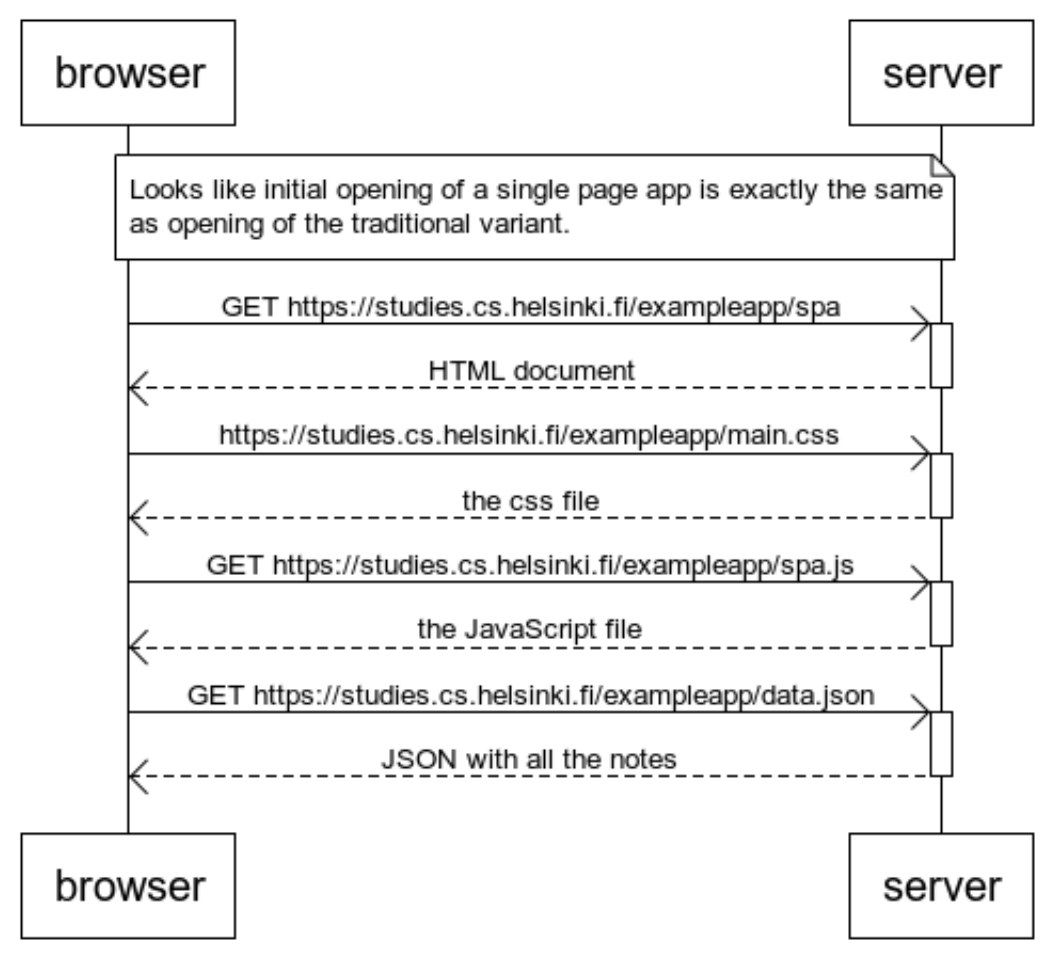 browser
server
Looks like initial opening of a single page app is exactly the same
as opening of the traditional variant.
GET https://studies.cs.helsinki.fi/exampleapp/spa
HTML document
https://studies.cs.helsinki.fi/exampleapp/main.css
the css file
GET https://studies.cs.helsinki.fi/exampleapp/spa.js
the JavaScript file
GET https://studies.cs.helsinki.fi/exampleapp/data.json
JSON with all the notes
browser
server